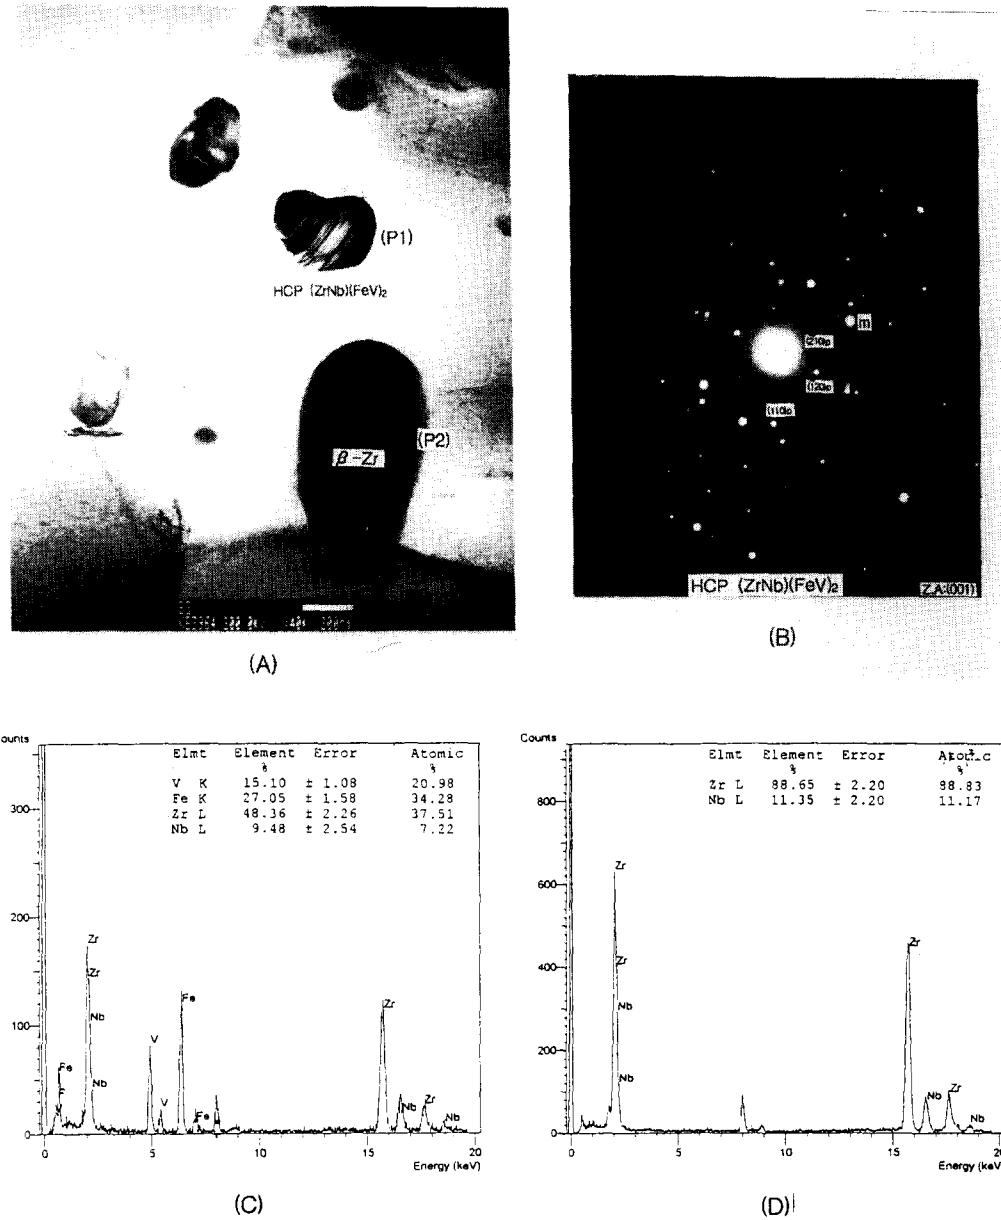 (P1)
HCP (ZrNb)(FeV)₂
(P2)
β-Zr
(A)
m
(210)p
(120)p
(110)p
HCP (ZrNb)(FeV)₂
Z.A:(001)
(B)
ounts
Elmt Element Error Atomic
% %
V K 15.10 ± 1.08 20.98
Fe K 27.05 ± 1.58 34.28
Zr L 48.36 ± 2.26 37.51
Nb L 9.48 ± 2.54 7.22
300
200
Zr
Zr
Fe
Zr
100
Nb
V
Fe
Nb
F
V
V
Fe
Nb
Zr
Nb
0
0 5 10 15 20
Energy (keV)
(C)
Counts
Elmt Element Error Atomic
% %
Zr L 88.65 ± 2.20 88.83
Nb L 11.35 ± 2.20 11.17
800
Zr
600
Zr
400
Zr
Nb
200
Nb
Nb
Zr
Nb
0
0 5 10 15 20
Energy (keV
(D)